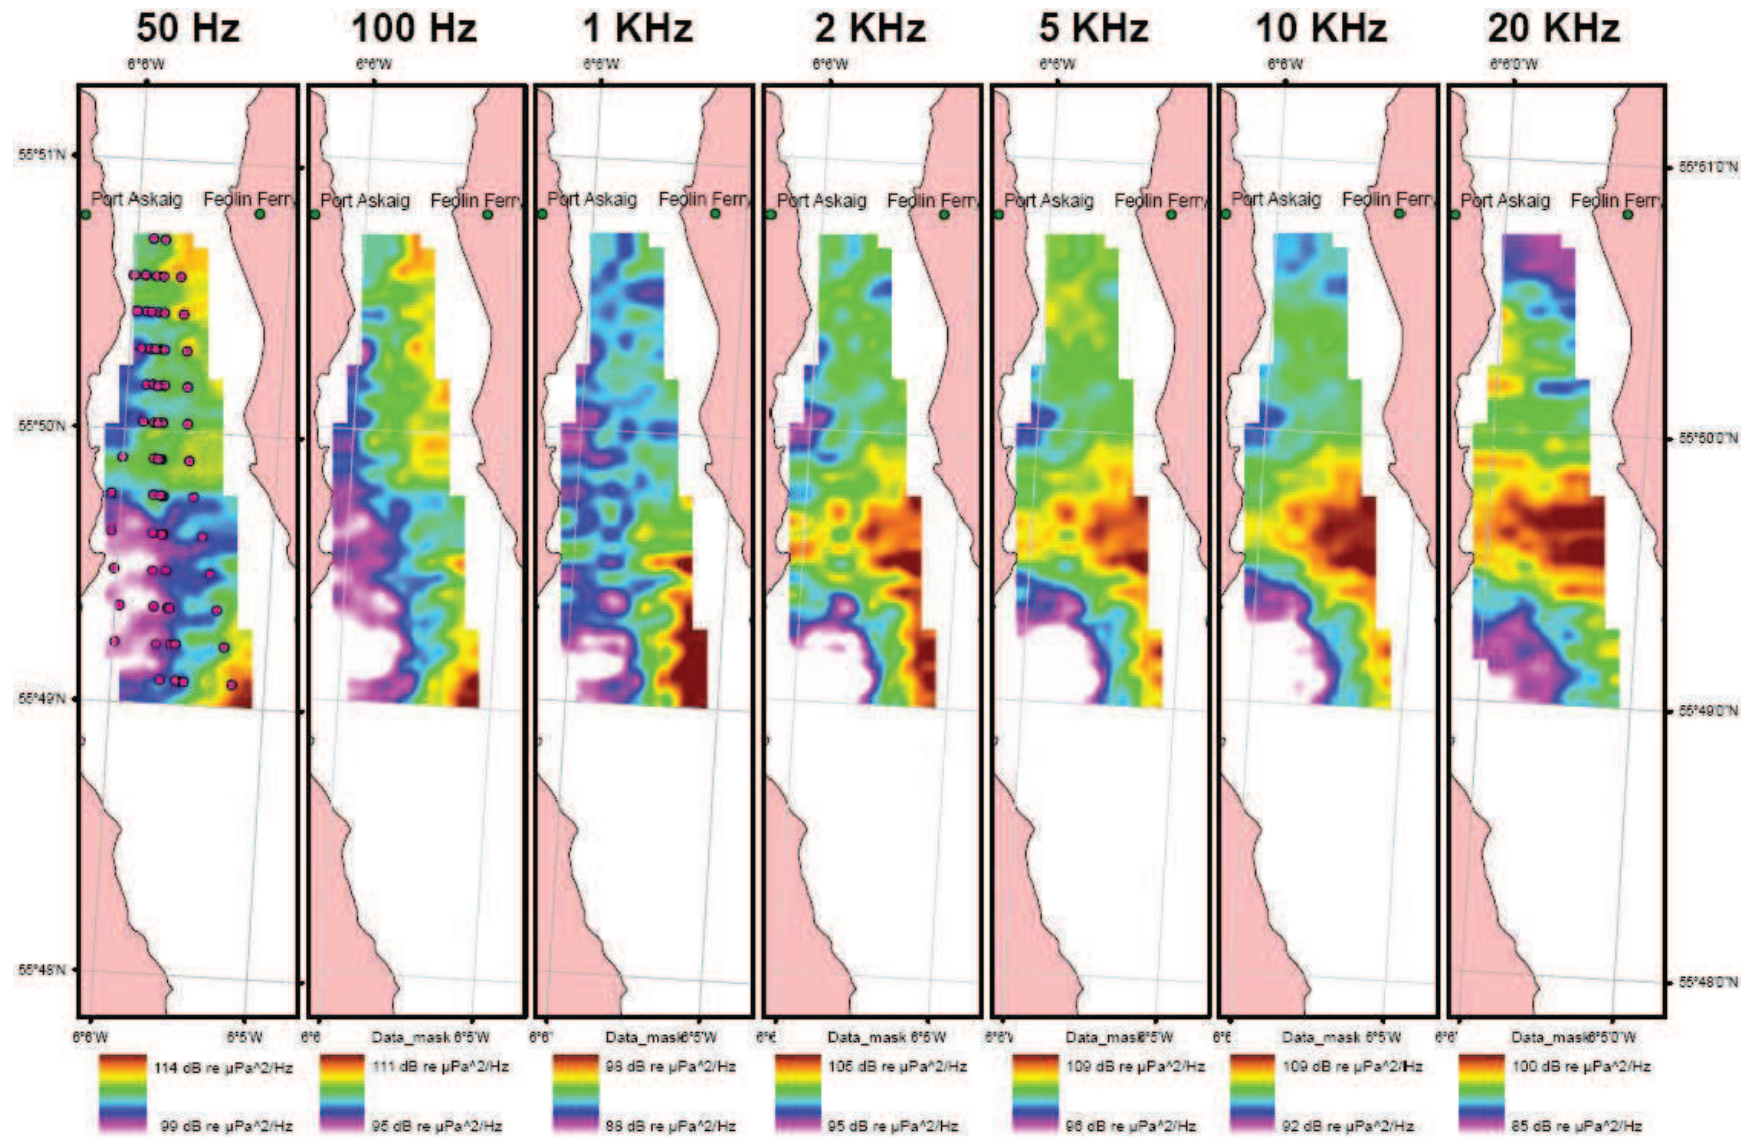 50 Hz 100 Hz 1 KHz 2 KHz 5 KHz 10 KHz 20 KHz
6°6'W 6°6'W 6°6'W 6°6'W 6°6'W 6°6'W 6°6'0"W
55°51'N 55°51'0"N
Port Askaig Feolin Ferry Port Askaig Feolin Ferry Port Askaig Feolin Ferry Port Askaig Feolin Ferry Port Askaig Feolin Ferry Port Askaig Feolin Ferry Port Askaig Feolin Ferry
55°50'N 55°50'0"N
55°49'N 55°49'0"N
55°48'N 55°48'0"N
6°6'W 6°5'W Data_mask 6°5'W Data_mask 6°5'W Data_mask 6°5'W Data_mask 6°5'W Data_mask 6°5'W Data_mask 6°5'0"W
114 dB re µPa^2/Hz 111 dB re µPa^2/Hz 98 dB re µPa^2/Hz 105 dB re µPa^2/Hz 109 dB re µPa^2/Hz 109 dB re µPa^2/Hz 100 dB re µPa^2/Hz
99 dB re µPa^2/Hz 95 dB re µPa^2/Hz 88 dB re µPa^2/Hz 95 dB re µPa^2/Hz 96 dB re µPa^2/Hz 92 dB re µPa^2/Hz 85 dB re µPa^2/Hz